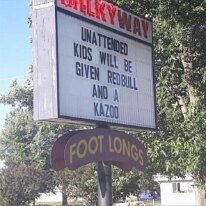 MILKYWAY
UNATTENDED
KIDS WILL BE
GIVEN REDBULL
AND A
KAZOO
FOOT LONGS